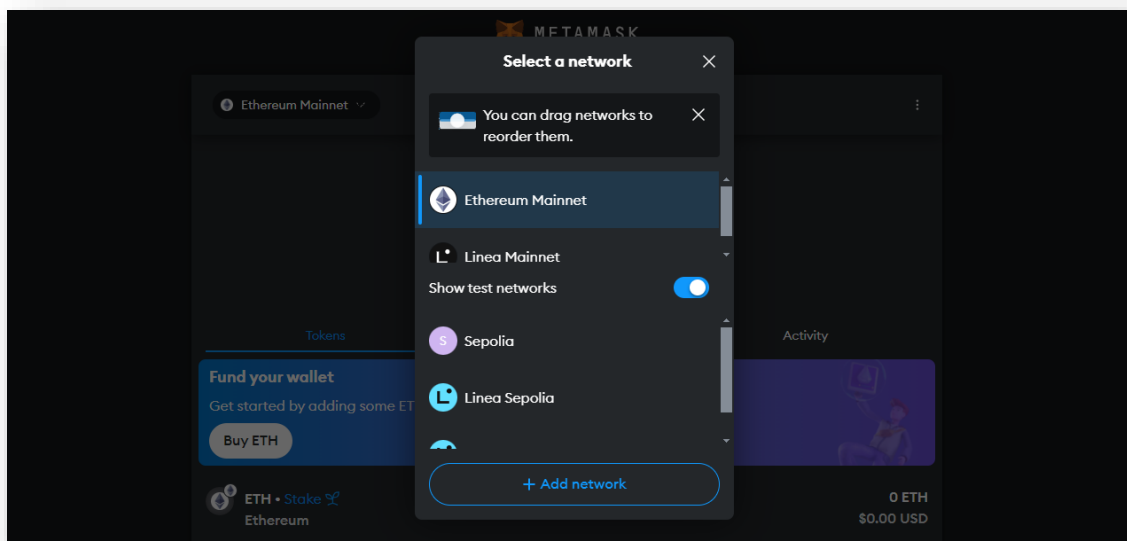 METAMASK
Select a network
Ethereum Mainnet
You can drag networks to
reorder them.
Ethereum Mainnet
L Linea Mainnet
Show test networks
Tokens
Activity
S Sepolia
Fund your wallet
Get started by adding some ET
L Linea Sepolia
Buy ETH
+ Add network
ETH • Stake
Ethereum
0 ETH
$0.00 USD